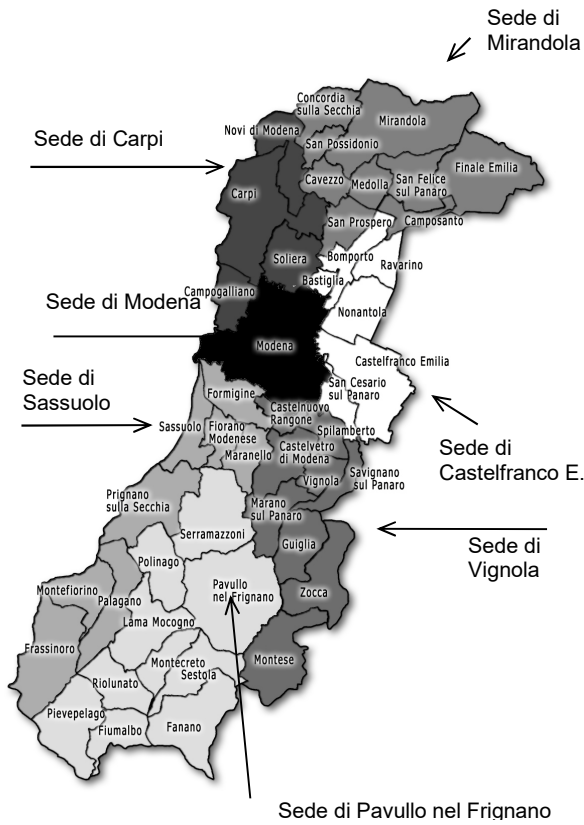 Sede di
Mirandola
Concordia
sulla Secchia
Mirandola
Novi di Modena
San Possidonio
Sede di Carpi
Finale Emilia
Carpi
Cavezzo
Medolla
San Felice
sul Panaro
San Prospero
Camposanto
Soliera
Bomporto
Ravarino
Bastiglia
Campogalliano
Sede di Modena
Nonantola
Modena
Castelfranco Emilia
Sede di
Sassuolo
San Cesario
sul Panaro
Formigine
Castelnuovo
Rangone
Sassuolo
Fiorano
Modenese
Spilamberto
Maranello
Castelvetro
di Modena
Sede di
Castelfranco E.
Vignola
Savignano
sul Panaro
Prignano
sulla Secchia
Marano
sul Panaro
Serramazzoni
Guiglia
Sede di
Vignola
Polinago
Montefiorino
Palagano
Pavullo
nel Frignano
Zocca
Lama Mocogno
Frassinoro
Montecreto
Sestola
Montese
Riolunato
Pievepelago
Fiumalbo
Fanano
Sede di Pavullo nel Frignano